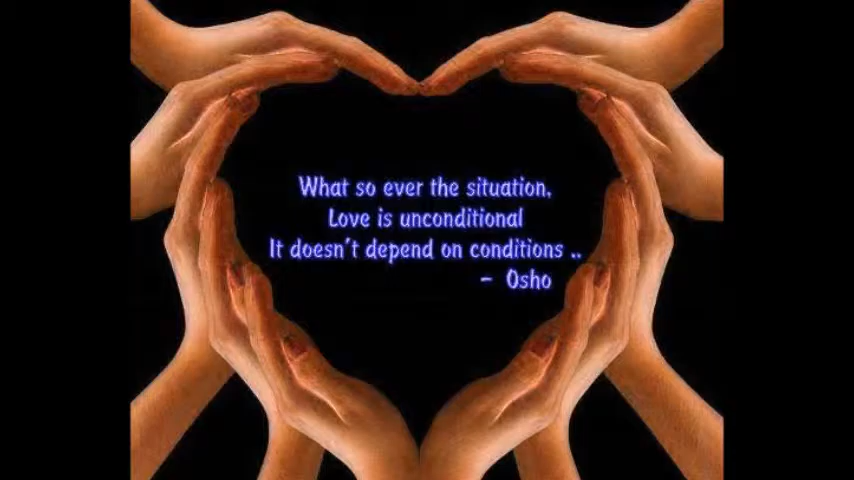 What so ever the situation,
Love is unconditional
It doesn't depend on conditions ..
- Osho